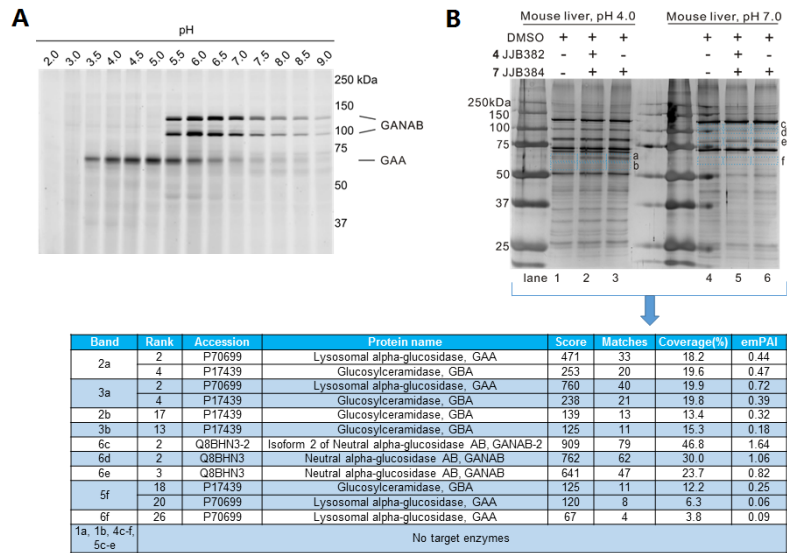 A
pH
2.0 3.0 3.5 4.0 4.5 5.0 5.5 6.0 6.5 7.0 7.5 8.0 8.5 9.0
250 kDa
150
GANAB
100
75
GAA
50
37
B
Mouse liver, pH 4.0 Mouse liver, pH 7.0
DMSO + + + + + +
4 JJB382 - + - - + -
7 JJB384 - + + - + +
250kDa
150
100
75
50
37
25
a
b
c
d
e
f
lane 1 2 3 4 5 6
Band Rank Accession Protein name Score Matches Coverage(%) emPAI
2a 2 P70699 Lysosomal alpha-glucosidase, GAA 471 33 18.2 0.44
4 P17439 Glucosylceramidase, GBA 253 20 19.6 0.47
3a 2 P70699 Lysosomal alpha-glucosidase, GAA 760 40 19.9 0.72
4 P17439 Glucosylceramidase, GBA 238 21 19.8 0.39
2b 17 P17439 Glucosylceramidase, GBA 139 13 13.4 0.32
3b 13 P17439 Glucosylceramidase, GBA 125 11 15.3 0.18
6c 2 Q8BHN3-2 Isoform 2 of Neutral alpha-glucosidase AB, GANAB-2 909 79 46.8 1.64
6d 2 Q8BHN3 Neutral alpha-glucosidase AB, GANAB 762 62 30.0 1.06
6e 3 Q8BHN3 Neutral alpha-glucosidase AB, GANAB 641 47 23.7 0.82
5f 18 P17439 Glucosylceramidase, GBA 125 11 12.2 0.25
20 P70699 Lysosomal alpha-glucosidase, GAA 120 8 6.3 0.06
6f 26 P70699 Lysosomal alpha-glucosidase, GAA 67 4 3.8 0.09
1a, 1b, 4c-f,
5c-e No target enzymes